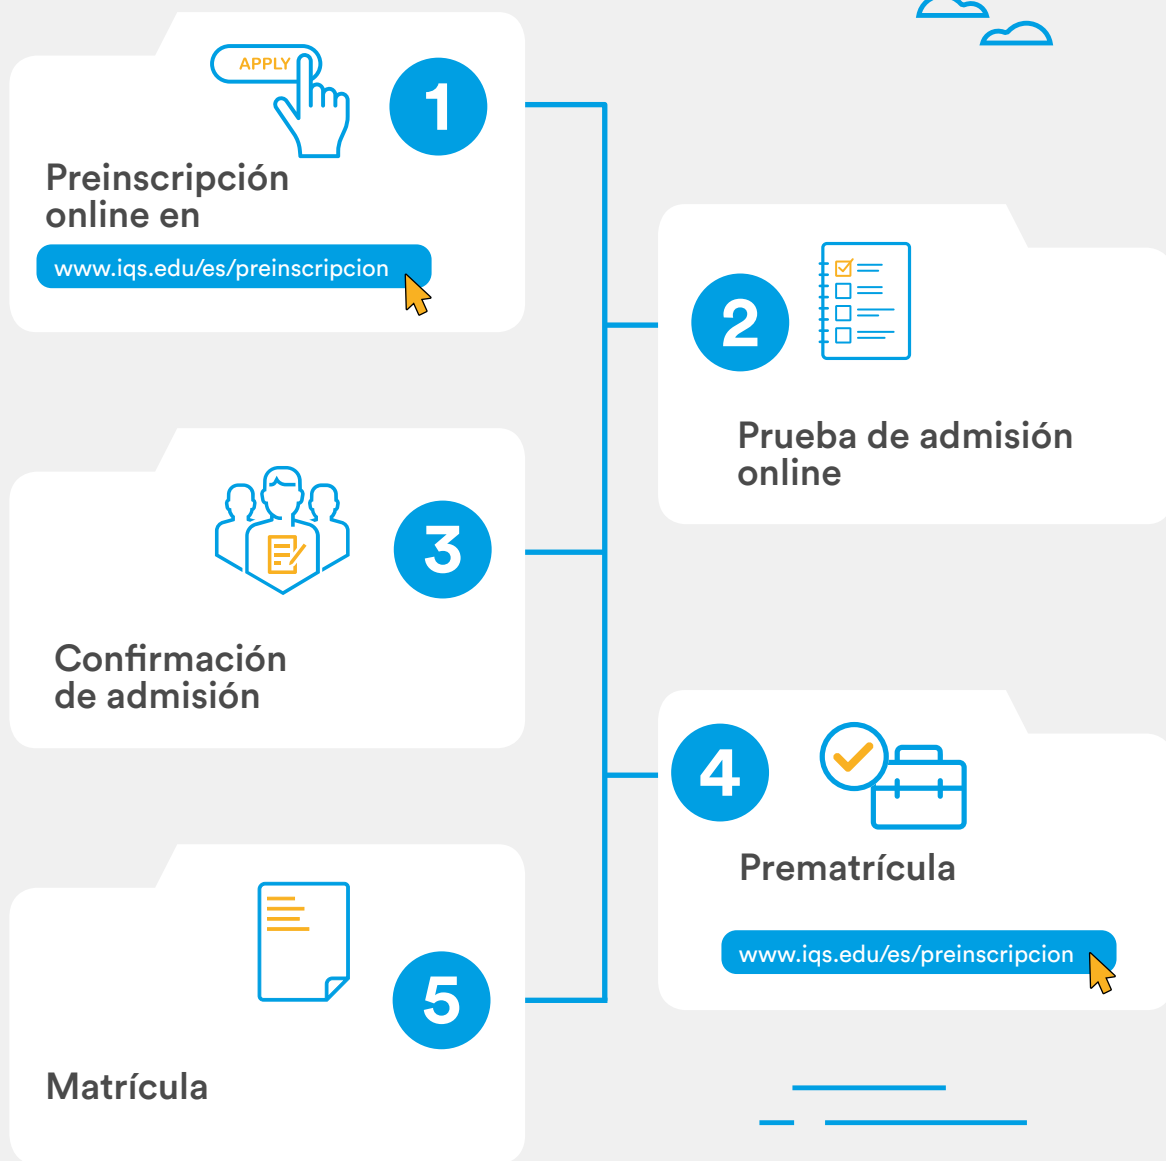 APPLY
1
Preinscripción
online en
www.iqs.edu/es/preinscripcion
2
Prueba de admisión
online
3
Confirmación
de admisión
4
Prematrícula
www.iqs.edu/es/preinscripcion
5
Matrícula